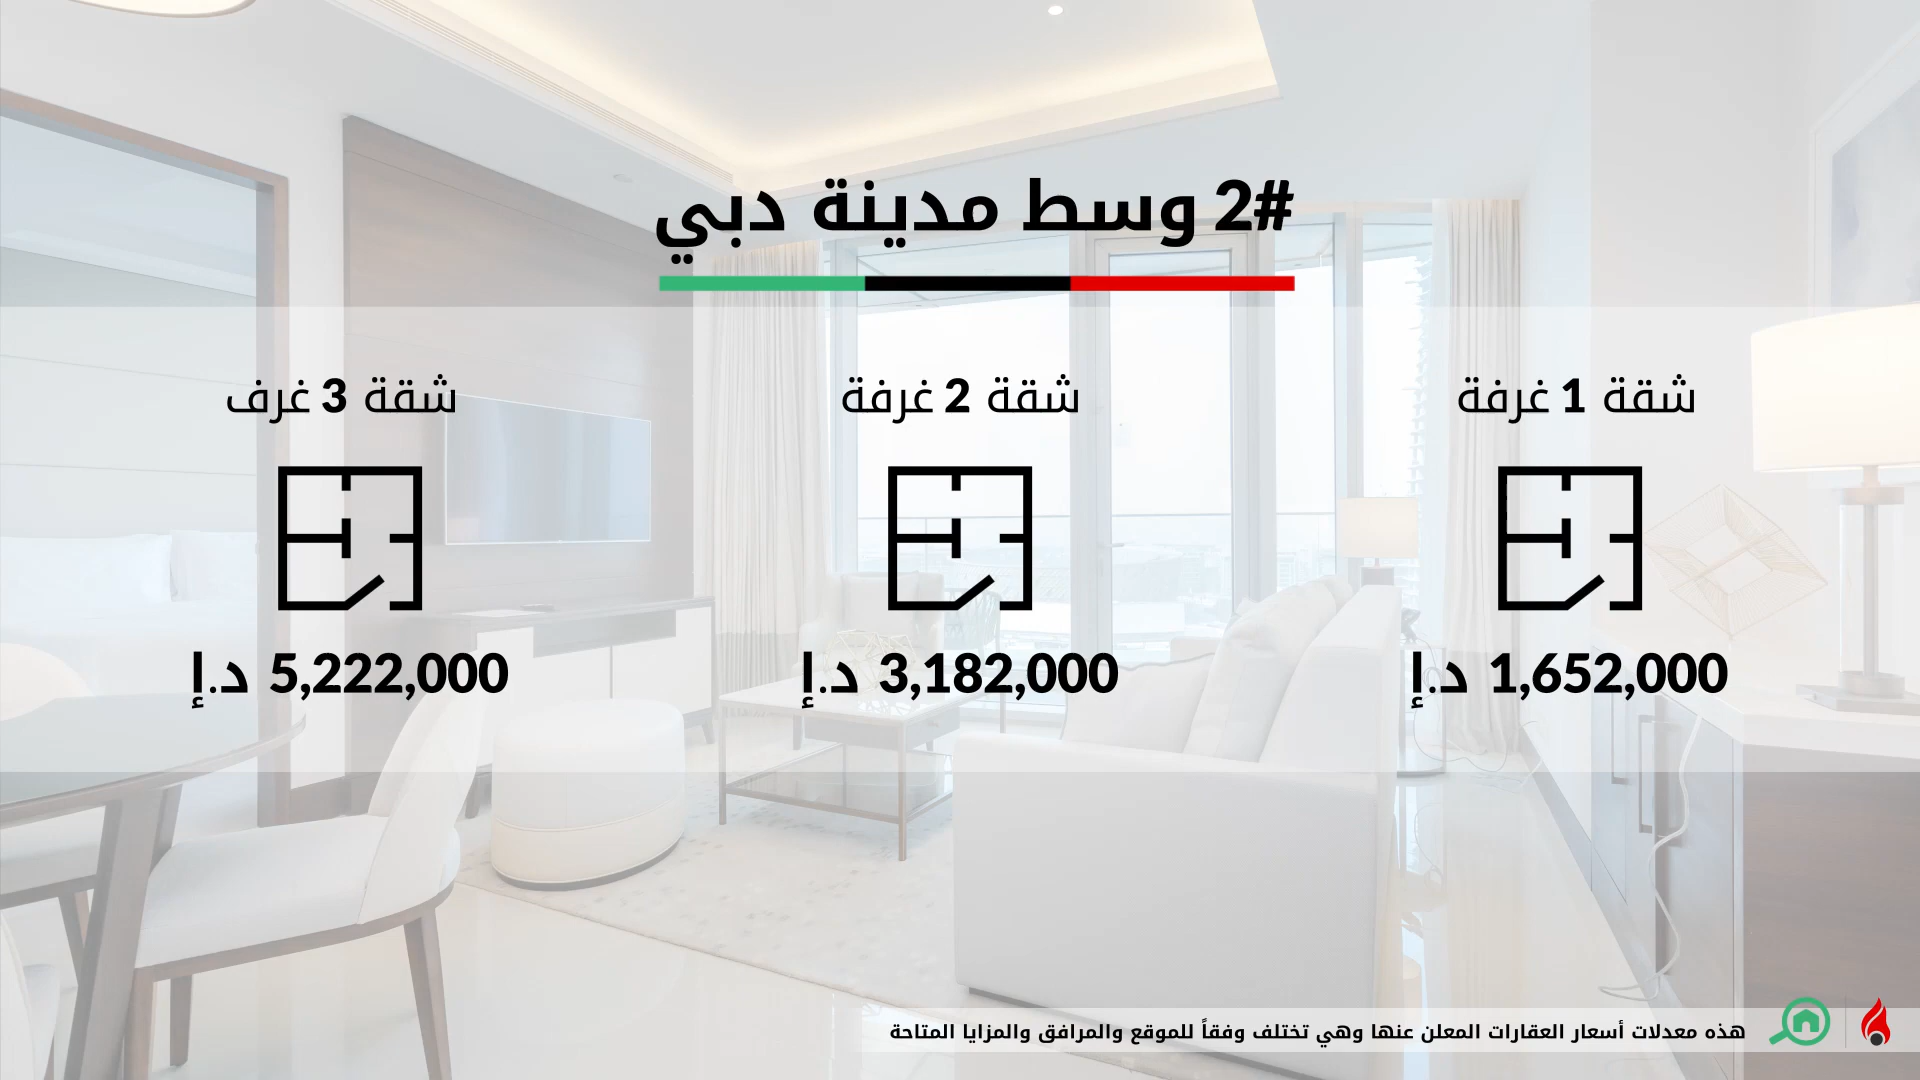 #2 وسط مدينة دبي
شقة 1 غرفة
شقة 2 غرفة
شقة 3 غرف
1,652,000 د.إ
3,182,000 د.إ
5,222,000 د.إ
هذه معدلات أسعار العقارات المعلن عنها وهي تختلف وفقاً للموقع والمرافق والمزايا المتاحة